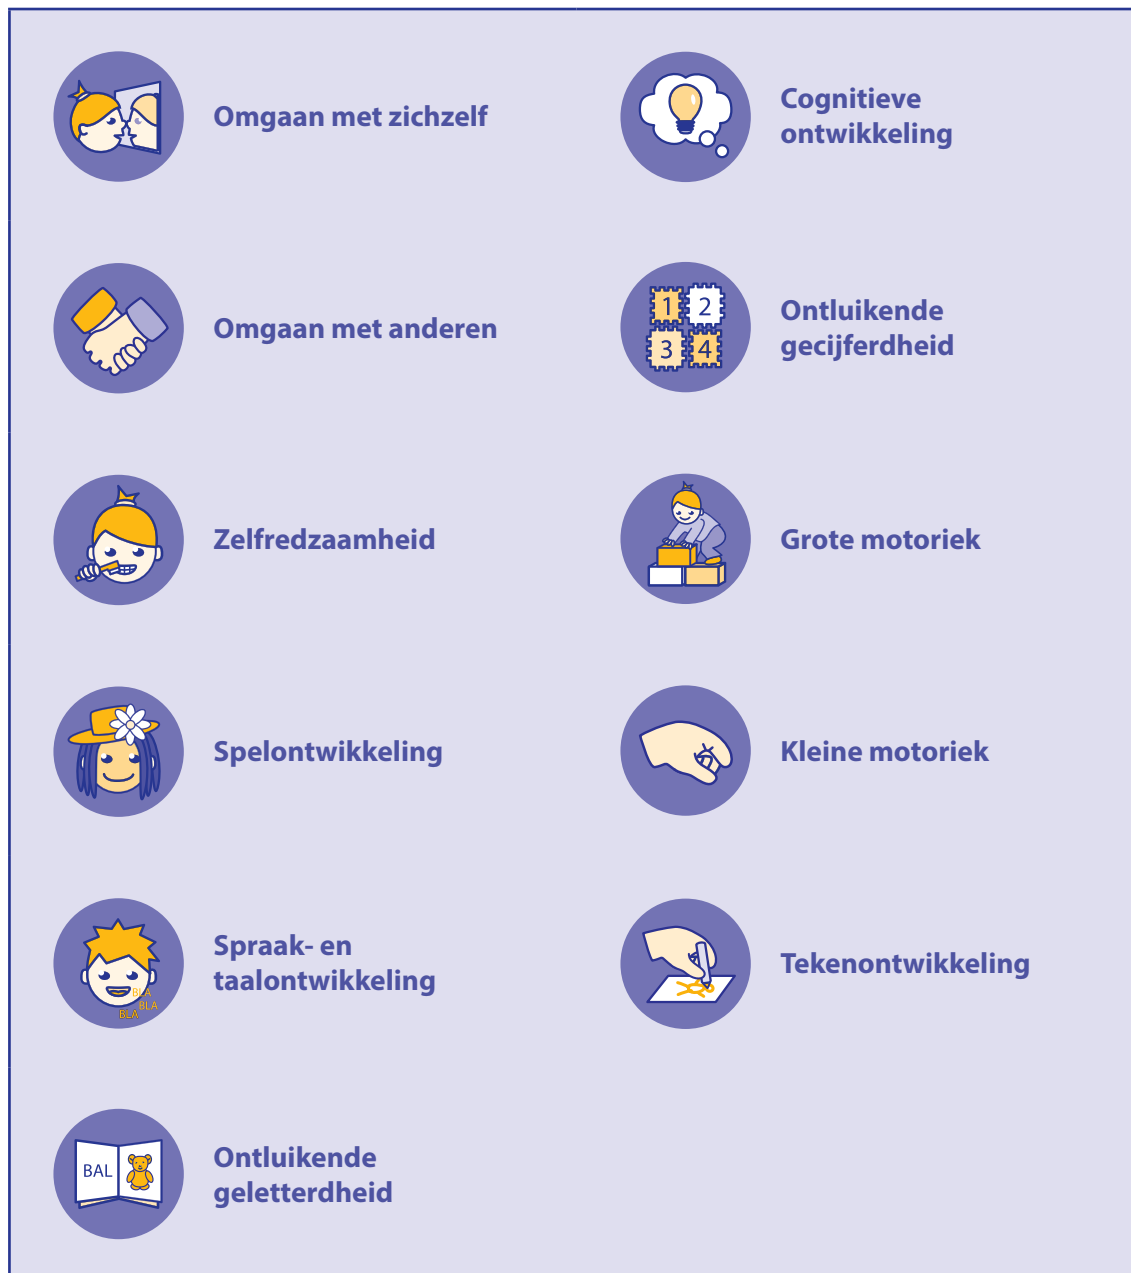 Omgaan met zichzelf
Cognitieve
ontwikkeling
Omgaan met anderen
1 2
3 4
Ontluikende
gecijferdheid
Zelfredzaamheid
Grote motoriek
Spelontwikkeling
Kleine motoriek
BLA
BLA
BLA
Spraak- en
taalontwikkeling
Tekenontwikkeling
BAL
Ontluikende
geletterdheid